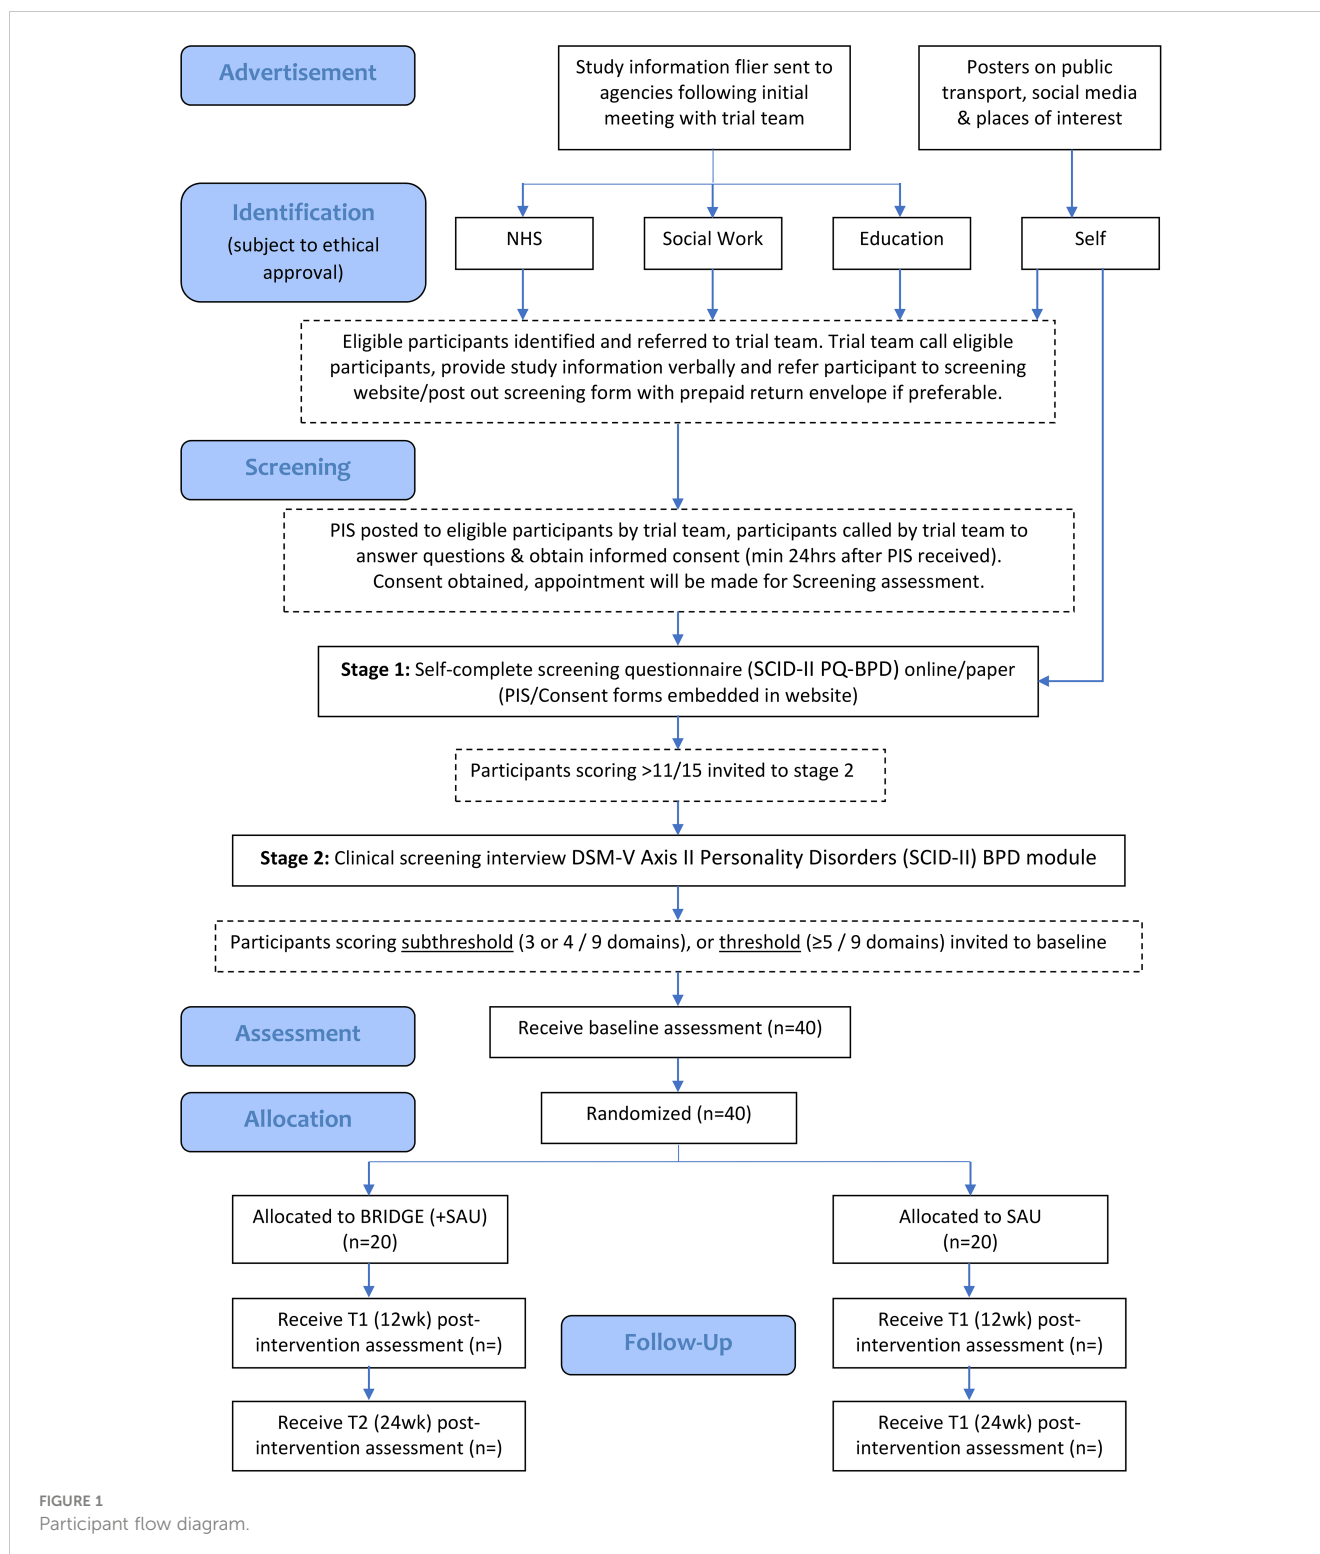 Advertisement
Study information flier sent to
agencies following initial
meeting with trial team
Posters on public
transport, social media
& places of interest
Identification
(subject to ethical
approval)
NHS
Social Work
Education
Self
Eligible participants identified and referred to trial team. Trial team call eligible
participants, provide study information verbally and refer participant to screening
website/post out screening form with prepaid return envelope if preferable.
Screening
PIS posted to eligible participants by trial team, participants called by trial team to
answer questions & obtain informed consent (min 24hrs after PIS received).
Consent obtained, appointment will be made for Screening assessment.
Stage 1: Self-complete screening questionnaire (SCID-II PQ-BPD) online/paper
(PIS/Consent forms embedded in website)
Participants scoring >11/15 invited to stage 2
Stage 2: Clinical screening interview DSM-V Axis II Personality Disorders (SCID-II) BPD module
Participants scoring subthreshold (3 or 4 / 9 domains), or threshold (≥5 / 9 domains) invited to baseline
Assessment
Receive baseline assessment (n=40)
Allocation
Randomized (n=40)
Allocated to BRIDGE (+SAU)
(n=20)
Allocated to SAU
(n=20)
Receive T1 (12wk) post-
intervention assessment (n=)
Follow-Up
Receive T1 (12wk) post-
intervention assessment (n=)
Receive T2 (24wk) post-
intervention assessment (n=)
Receive T1 (24wk) post-
intervention assessment (n=)
FIGURE 1
Participant flow diagram.